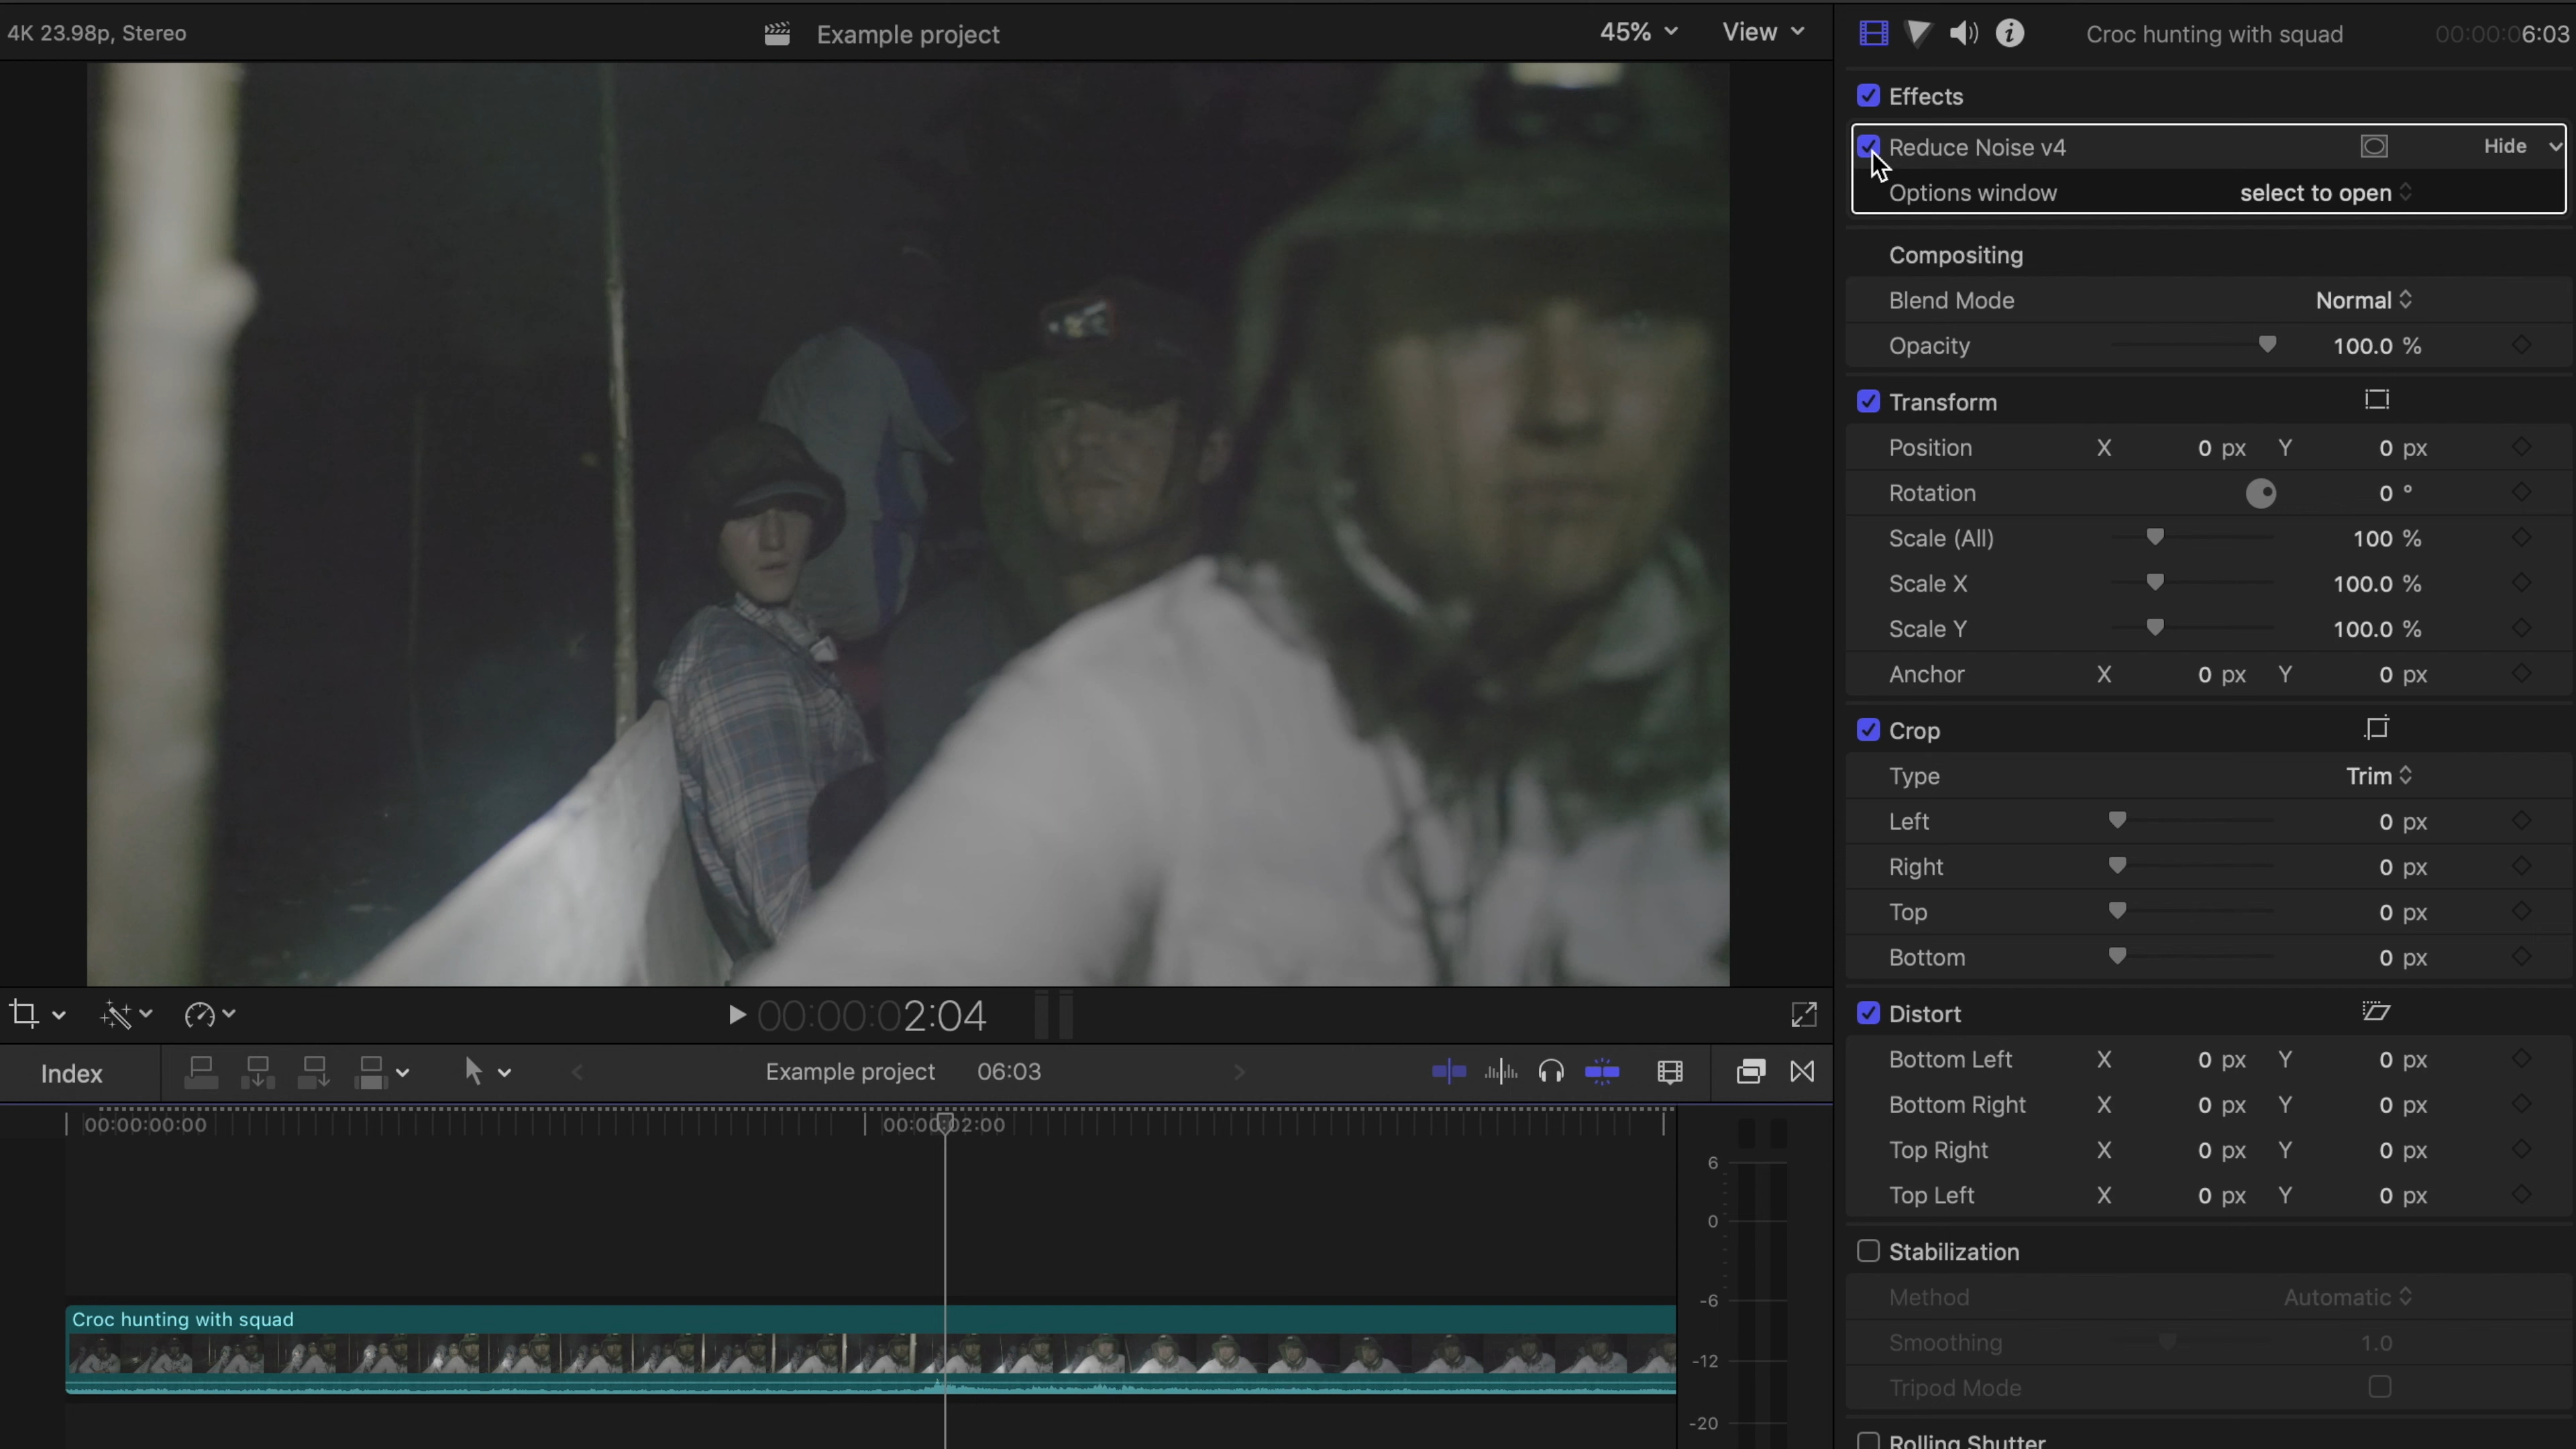 4K 23.98p, Stereo
Example project
45%
View
Croc hunting with squad
00:00:06:03
Effects
Reduce Noise v4
Hide
Options window
select to open
Compositing
Blend Mode
Normal
Opacity
100.0 %
Transform
Position X 0 px Y 0 px
Rotation 0 °
Scale (All) 100 %
Scale X 100.0 %
Scale Y 100.0 %
Anchor X 0 px Y 0 px
Crop
Type Trim
Left 0 px
Right 0 px
Top 0 px
Bottom 0 px
Distort
Bottom Left X 0 px Y 0 px
Bottom Right X 0 px Y 0 px
Top Right X 0 px Y 0 px
Top Left X 0 px Y 0 px
Stabilization
Method Automatic
Smoothing 1.0
Tripod Mode
Rolling Shutter
00:00:02:04
Index
Example project 06:03
00:00:00:00
00:00:02:00
6
0
-6
-12
-20
Croc hunting with squad